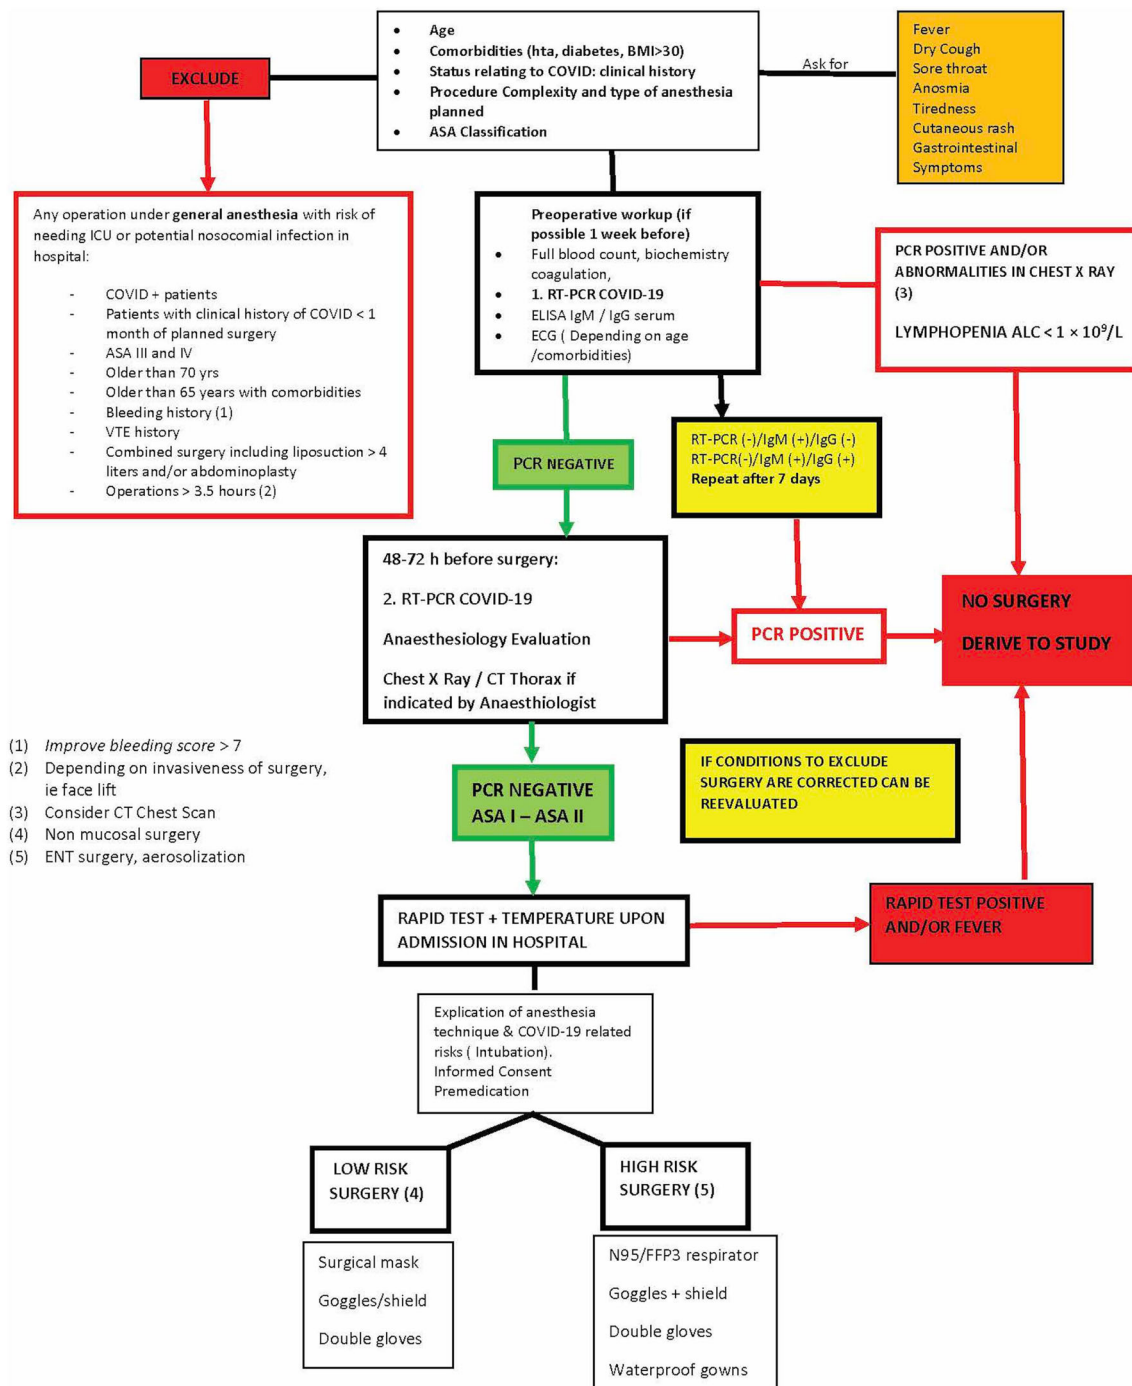 • Age
• Comorbidities (hta, diabetes, BMI>30)
• Status relating to COVID: clinical history
• Procedure Complexity and type of anesthesia
planned
• ASA Classification
EXCLUDE
Ask for
Fever
Dry Cough
Sore throat
Anosmia
Tiredness
Cutaneous rash
Gastrointestinal
Symptoms
Any operation under general anesthesia with risk of
needing ICU or potential nosocomial infection in
hospital:
- COVID + patients
- Patients with clinical history of COVID < 1
month of planned surgery
- ASA III and IV
- Older than 70 yrs
- Older than 65 years with comorbidities
- Bleeding history (1)
- VTE history
- Combined surgery including liposuction > 4
liters and/or abdominoplasty
- Operations > 3.5 hours (2)
Preoperative workup (if
possible 1 week before)
• Full blood count, biochemistry
coagulation,
• 1. RT-PCR COVID-19
• ELISA IgM / IgG serum
• ECG ( Depending on age
/comorbidities)
PCR POSITIVE AND/OR
ABNORMALITIES IN CHEST X RAY
(3)
LYMPHOPENIA ALC < 1 × 10⁹/L
PCR NEGATIVE
RT-PCR (-)/IgM (+)/IgG (-)
RT-PCR(-)/IgM (+)/IgG (+)
Repeat after 7 days
48-72 h before surgery:
2. RT-PCR COVID-19
Anaesthesiology Evaluation
Chest X Ray / CT Thorax if
indicated by Anaesthiologist
PCR POSITIVE
NO SURGERY
DERIVE TO STUDY
(1) Improve bleeding score > 7
(2) Depending on invasiveness of surgery,
ie face lift
(3) Consider CT Chest Scan
(4) Non mucosal surgery
(5) ENT surgery, aerosolization
PCR NEGATIVE
ASA I – ASA II
IF CONDITIONS TO EXCLUDE
SURGERY ARE CORRECTED CAN BE
REEVALUATED
RAPID TEST + TEMPERATURE UPON
ADMISSION IN HOSPITAL
RAPID TEST POSITIVE
AND/OR FEVER
Explication of anesthesia
technique & COVID-19 related
risks ( Intubation).
Informed Consent
Premedication
LOW RISK
SURGERY (4)
HIGH RISK
SURGERY (5)
Surgical mask
Goggles/shield
Double gloves
N95/FFP3 respirator
Goggles + shield
Double gloves
Waterproof gowns